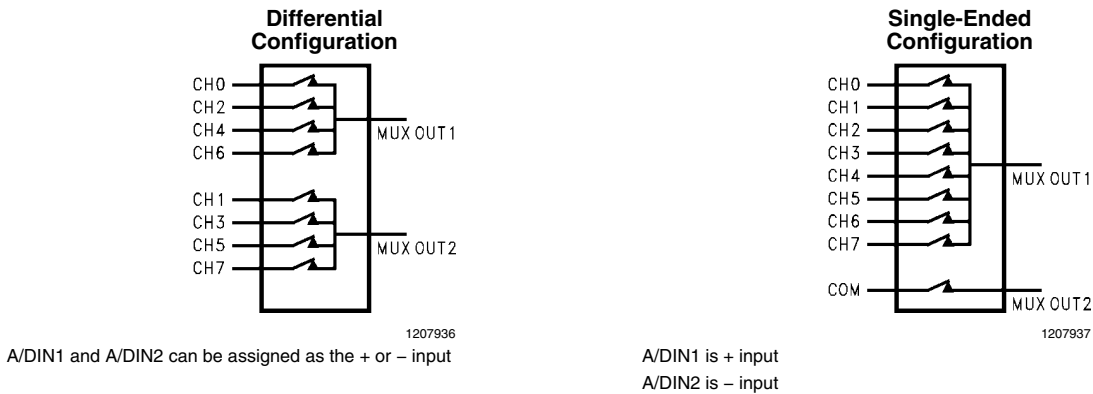 Differential
Configuration
CH0
CH2
CH4
CH6
MUX OUT1
CH1
CH3
CH5
CH7
MUX OUT2
1207936
A/DIN1 and A/DIN2 can be assigned as the + or − input
Single-Ended
Configuration
CH0
CH1
CH2
CH3
CH4
CH5
CH6
CH7
MUX OUT1
COM
MUX OUT2
1207937
A/DIN1 is + input
A/DIN2 is − input